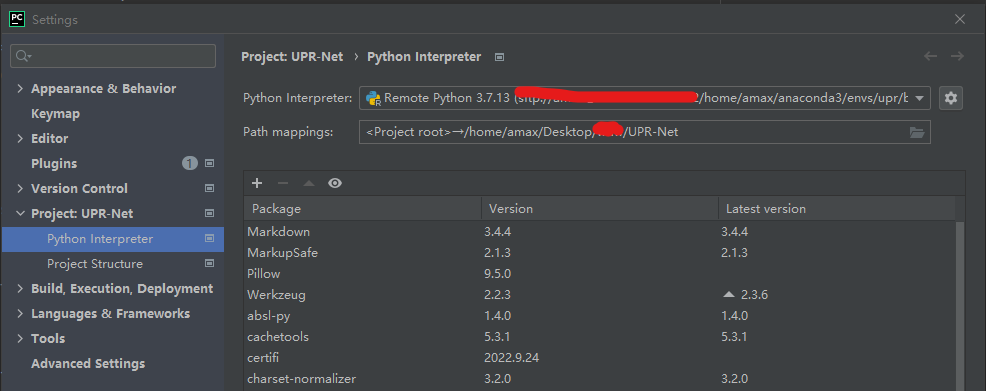 PC Settings
Project: UPR-Net › Python Interpreter
Appearance & Behavior
Python Interpreter: Remote Python 3.7.13 (sftp:// 2/home/amax/anaconda3/envs/upr/b
Keymap
Path mappings: <Project root>→/home/amax/Desktop/ /UPR-Net
Editor
Plugins 1
Version Control
Project: UPR-Net
Python Interpreter
Project Structure
Build, Execution, Deployment
Languages & Frameworks
Tools
Advanced Settings
Package Version Latest version
Markdown 3.4.4 3.4.4
MarkupSafe 2.1.3 2.1.3
Pillow 9.5.0
Werkzeug 2.2.3 2.3.6
absl-py 1.4.0 1.4.0
cachetools 5.3.1 5.3.1
certifi 2022.9.24
charset-normalizer 3.2.0 3.2.0